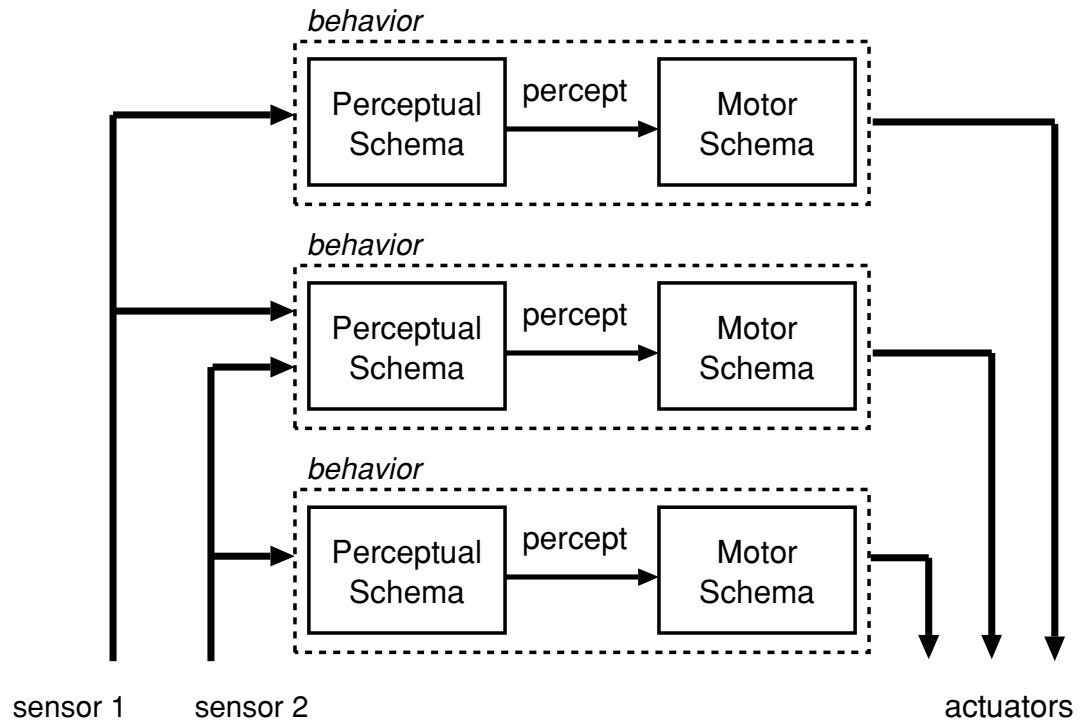 behavior
Perceptual
Schema
percept
Motor
Schema
behavior
Perceptual
Schema
percept
Motor
Schema
behavior
Perceptual
Schema
percept
Motor
Schema
sensor 1
sensor 2
actuators